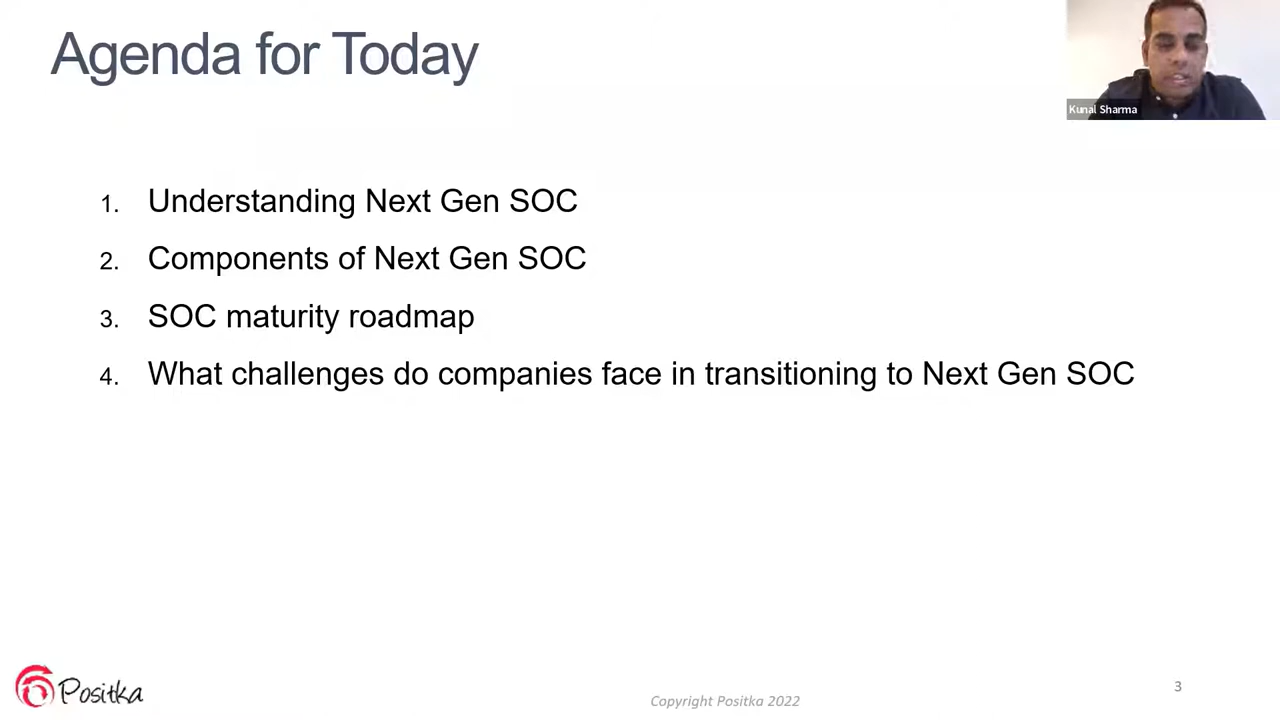 Agenda for Today
Kunal Sharma
1. Understanding Next Gen SOC
2. Components of Next Gen SOC
3. SOC maturity roadmap
4. What challenges do companies face in transitioning to Next Gen SOC
Positka
Copyright Positka 2022
3